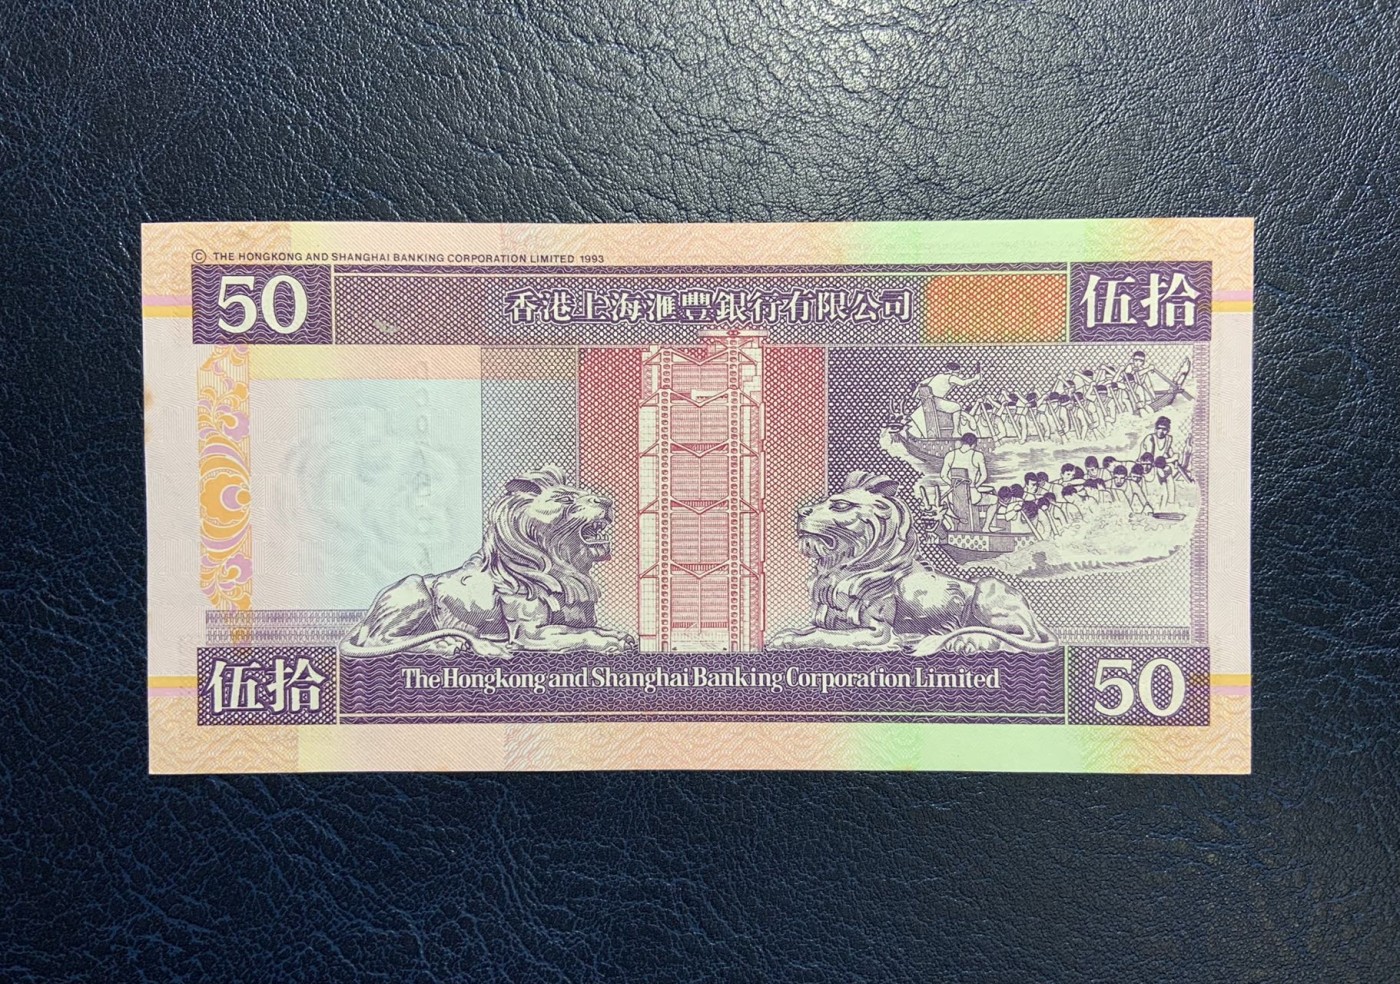 © THE HONGKONG AND SHANGHAI BANKING CORPORATION LIMITED 1993
50
香港上海滙豐銀行有限公司
伍拾
伍拾
The Hongkong and Shanghai Banking Corporation Limited
50